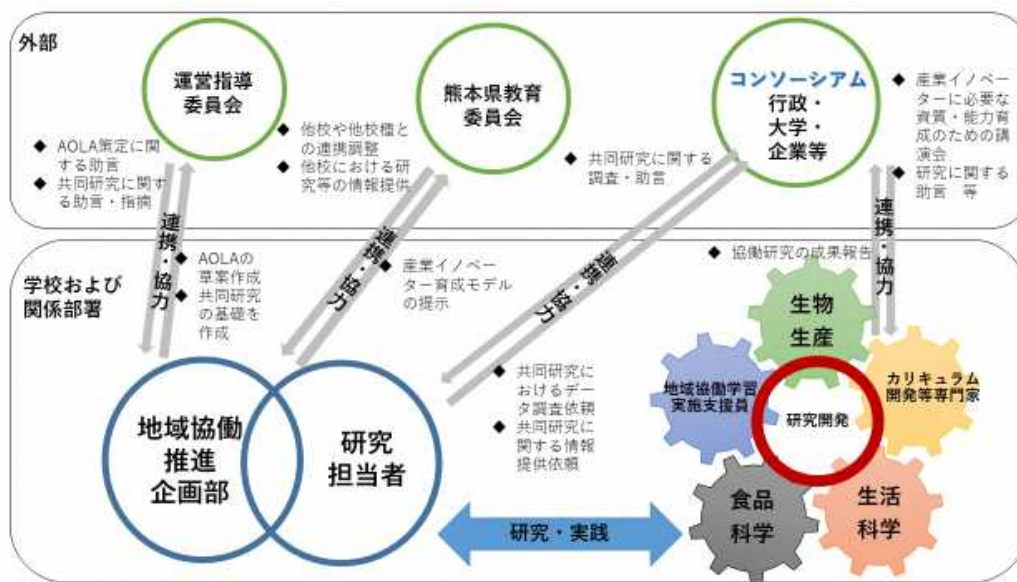 外部
運営指導
委員会
熊本県教育
委員会
コンソーシアム
行政・
大学・
企業等
◆ AOLA策定に関
する助言
◆ 共同研究に関す
る助言・指摘
◆ 他校や他校種と
の連携調整
◆ 他校における研
究等の情報提供
◆ 共同研究に関する
調査・助言
◆ 産業イノベー
ターに必要な
資質・能力育
成のための講
演会
◆ 研究に関する
助言 等
連携・協力
連携・協力
連携・協力
連携・協力
学校および
関係部署
◆ AOLAの
草案作成
◆ 共同研究
の基礎を
作成
◆ 産業イノベー
ター育成モデル
の提示
◆ 協働研究の成果報告
◆ 共同研究に
おけるデー
タ調査依頼
◆ 共同研究に
関する情報
提供依頼
地域協働
推進
企画部
研究
担当者
研究・実践
生物
生産
地域協働学習
実施支援員
カリキュラム
開発等専門家
研究開発
食品
科学
生活
科学